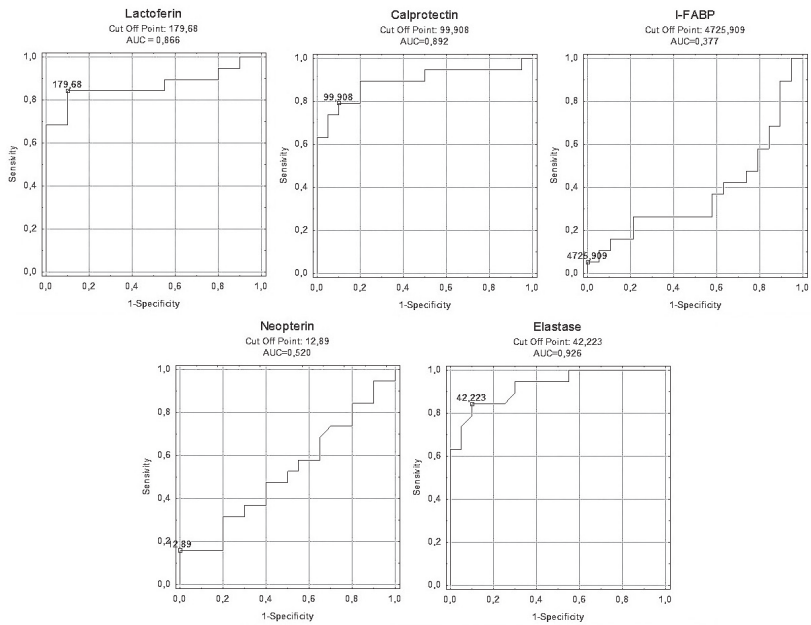 Lactoferin
Cut Off Point: 179,68
AUC = 0,866
1,0
0,8
0,6
0,4
0,2
0,0
179,68
Sensivity
0,0 0,2 0,4 0,6 0,8 1,0
1-Specificity
Calprotectin
Cut Off Point: 99,908
AUC=0,892
1,0
0,8
0,6
0,4
0,2
0,0
99,908
Sensivity
0,0 0,2 0,4 0,6 0,8 1,0
1-Specificity
I-FABP
Cut Off Point: 4725,909
AUC=0,377
1,0
0,8
0,6
0,4
0,2
0,0
4725,909
Sensivity
0,0 0,2 0,4 0,6 0,8 1,0
1-Specificity
Neopterin
Cut Off Point: 12,89
AUC=0,520
1,0
0,8
0,6
0,4
0,2
0,0
12,89
Sensivity
0,0 0,2 0,4 0,6 0,8 1,0
1-Specificity
Elastase
Cut Off Point: 42,223
AUC=0,926
1,0
0,8
0,6
0,4
0,2
0,0
42,223
Sensivity
0,0 0,2 0,4 0,6 0,8 1,0
1-Specificity